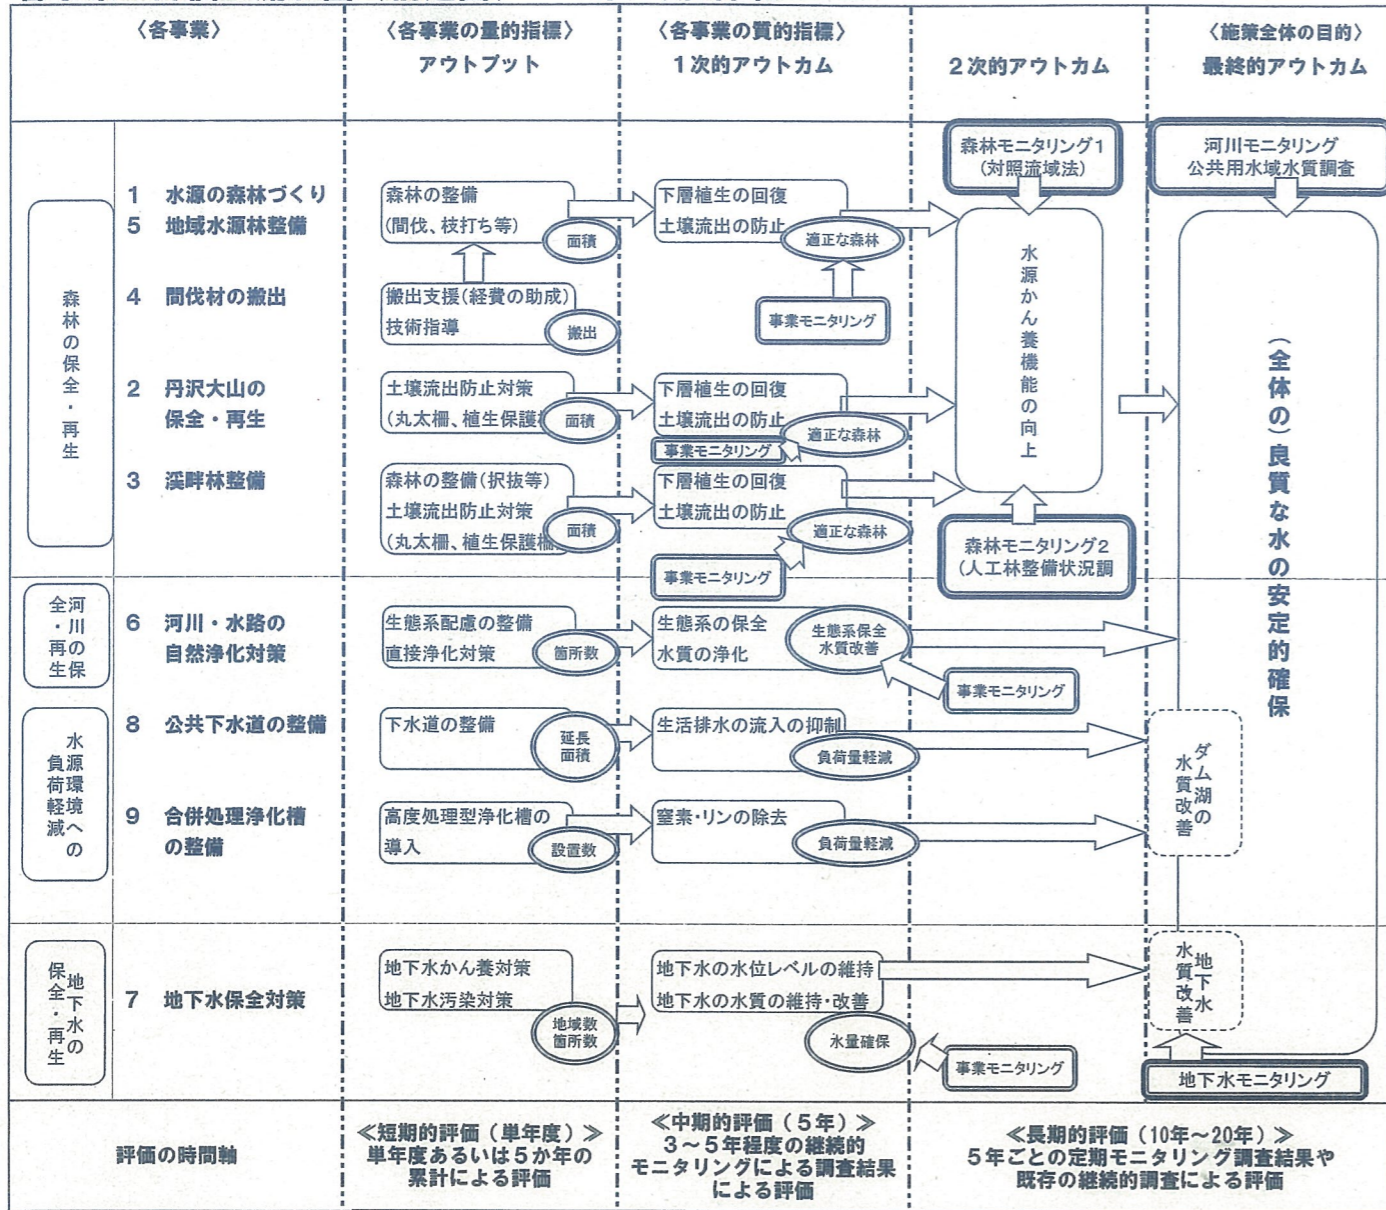 〈各事業〉
〈各事業の量的指標〉
アウトプット
〈各事業の質的指標〉
1次的アウトカム
2次的アウトカム
〈施策全体の目的〉
最終的アウトカム
森林の保全・再生
1 水源の森林づくり
5 地域水源林整備
森林の整備
(間伐、枝打ち等)
面積
下層植生の回復
土壌流出の防止
適正な森林
森林モニタリング1
(対照流域法)
河川モニタリング
公共用水域水質調査
4 間伐材の搬出
搬出支援(経費の助成)
技術指導
搬出
事業モニタリング
水源かん養機能の向上
(全体の)良質な水の安定的確保
2 丹沢大山の
保全・再生
土壌流出防止対策
(丸太柵、植生保護柵
面積
下層植生の回復
土壌流出の防止
適正な森林
事業モニタリング
3 渓畔林整備
森林の整備(択抜等)
土壌流出防止対策
(丸太柵、植生保護柵
面積
下層植生の回復
土壌流出の防止
適正な森林
事業モニタリング
森林モニタリング2
(人工林整備状況調
河川の保
全・再生
6 河川・水路の
自然浄化対策
生態系配慮の整備
直接浄化対策
箇所数
生態系の保全
水質の浄化
生態系保全
水質改善
事業モニタリング
水源環境への
負荷軽減
8 公共下水道の整備
下水道の整備
延長
面積
生活排水の流入の抑制
負荷量軽減
ダム湖の
水質改善
9 合併処理浄化槽
の整備
高度処理型浄化槽の
導入
設置数
窒素・リンの除去
負荷量軽減
地下水の
保全・再生
7 地下水保全対策
地下水かん養対策
地下水汚染対策
地域数
箇所数
地下水の水位レベルの維持
地下水の水質の維持・改善
水量確保
事業モニタリング
地下水
水質改善
地下水モニタリング
評価の時間軸
≪短期的評価（単年度）≫
単年度あるいは5か年の
累計による評価
≪中期的評価（5年）≫
3～5年程度の継続的
モニタリングによる調査結果
による評価
≪長期的評価（10年～20年）≫
5年ごとの定期モニタリング調査結果や
既存の継続的調査による評価